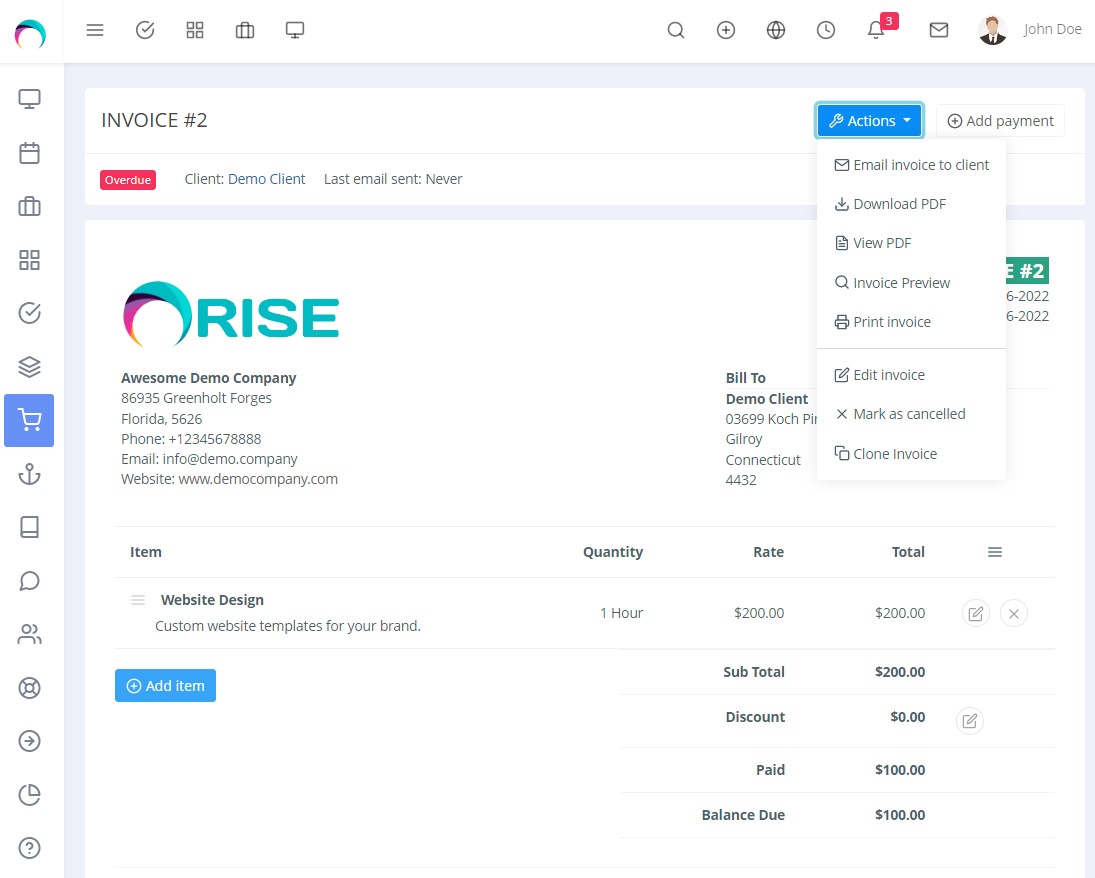 3
John Doe
INVOICE #2
Actions
Add payment
Overdue
Client: Demo Client
Last email sent: Never
Email invoice to client
Download PDF
View PDF
Invoice Preview
Print invoice
Edit invoice
Mark as cancelled
Clone Invoice
#2
6-2022
6-2022
RISE
Awesome Demo Company
86935 Greenholt Forges
Florida, 5626
Phone: +12345678888
Email: info@demo.company
Website: www.democompany.com
Bill To
Demo Client
03699 Koch
Gilroy
Connecticut
4432
Item Quantity Rate Total
Website Design
Custom website templates for your brand.
1 Hour $200.00 $200.00
Add item
Sub Total $200.00
Discount $0.00
Paid $100.00
Balance Due $100.00